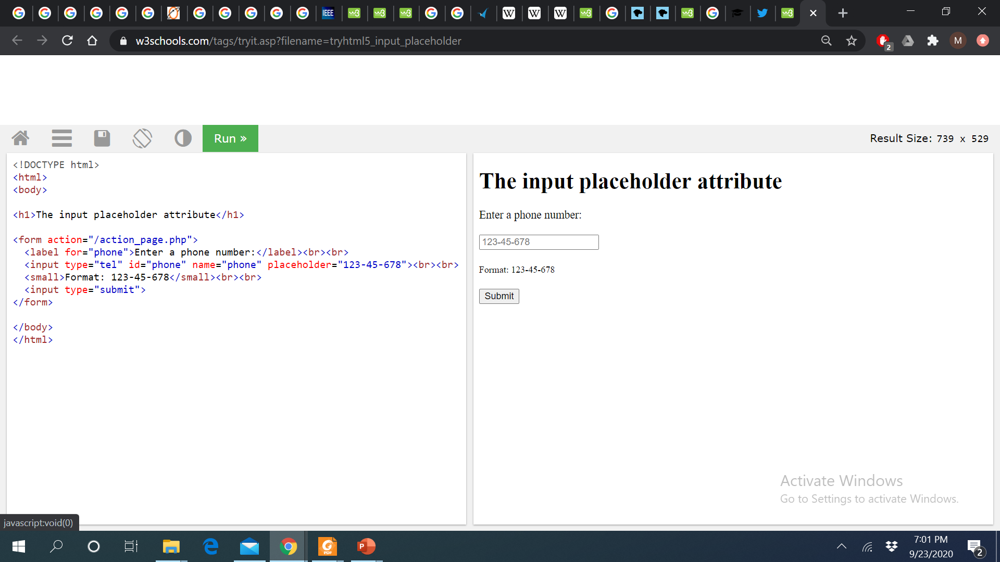 IEEE
w3schools.com/tags/tryit.asp?filename=tryhtml5_input_placeholder
2
M
Run »
Result Size: 739 x 529
<!DOCTYPE html>
<html>
<body>
<h1>The input placeholder attribute</h1>
<form action="/action_page.php">
<label for="phone">Enter a phone number:</label><br><br>
<input type="tel" id="phone" name="phone" placeholder="123-45-678"><br><br>
<small>Format: 123-45-678</small><br><br>
<input type="submit">
</form>
</body>
</html>
The input placeholder attribute
Enter a phone number:
123-45-678
Format: 123-45-678
Submit
Activate Windows
Go to Settings to activate Windows.
javascript:void(0)
PDF
P
7:01 PM
9/23/2020
2